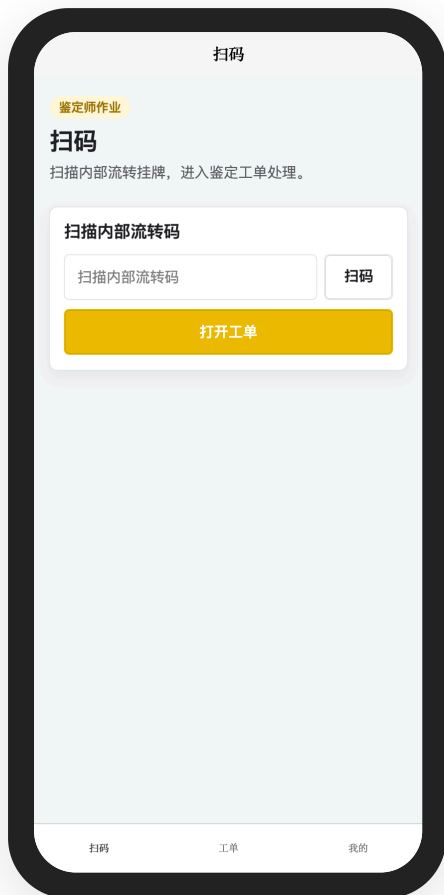 扫码
鉴定师作业
扫码
扫描内部流转挂牌，进入鉴定工单处理。
扫描内部流转码
扫描内部流转码
扫码
打开工单
扫码
工单
我的